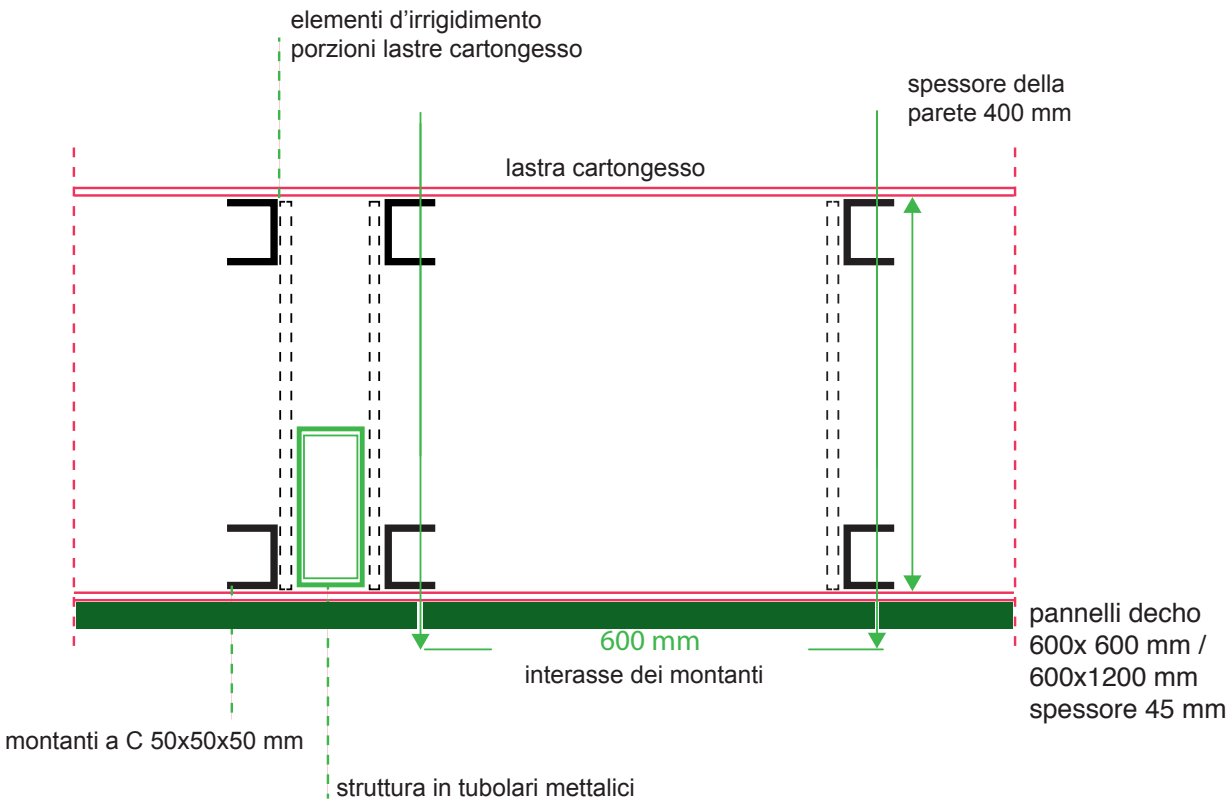 elementi d’irrigidimento
porzioni lastre cartongesso
spessore della
parete 400 mm
lastra cartongesso
600 mm
interasse dei montanti
pannelli decho
600x 600 mm /
600x1200 mm
spessore 45 mm
montanti a C 50x50x50 mm
struttura in tubolari mettalici